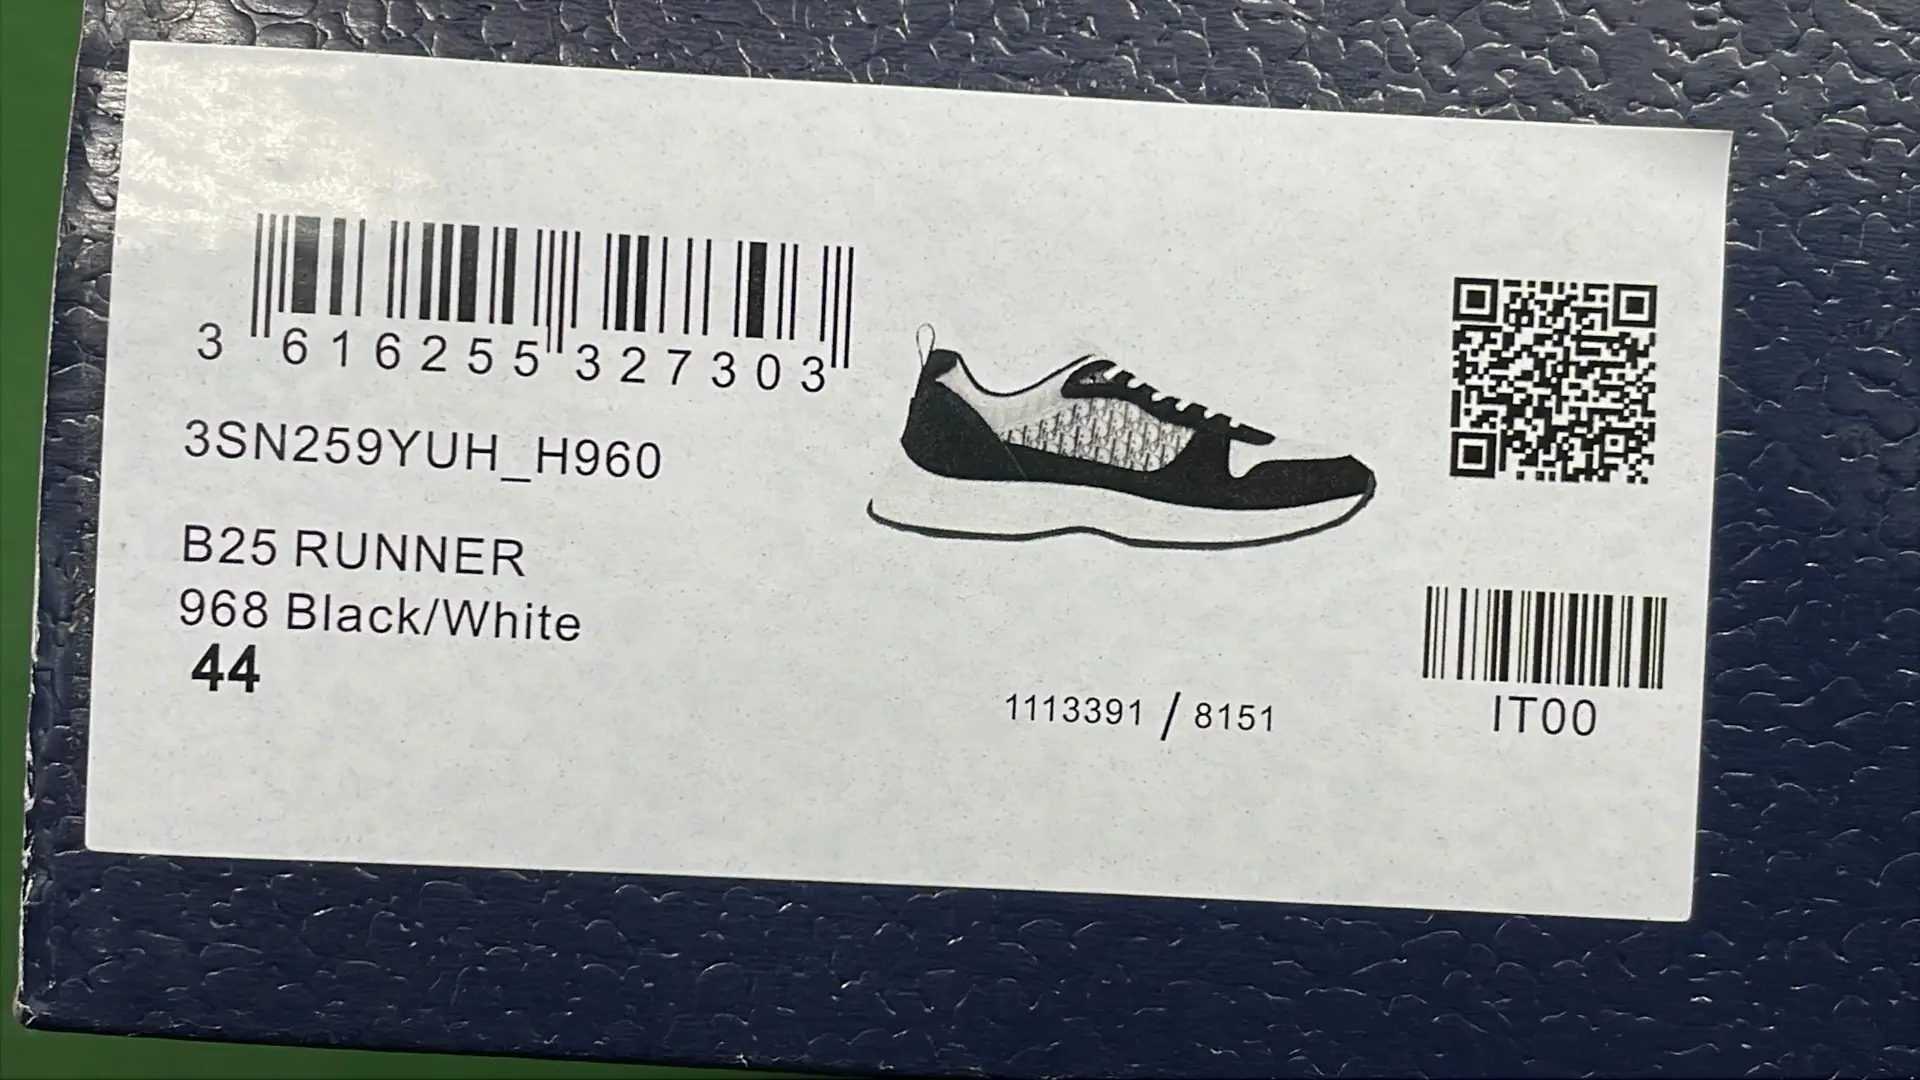 3 616255 327303
3SN259YUH_H960
B25 RUNNER
968 Black/White
44
1113391 / 8151
IT00